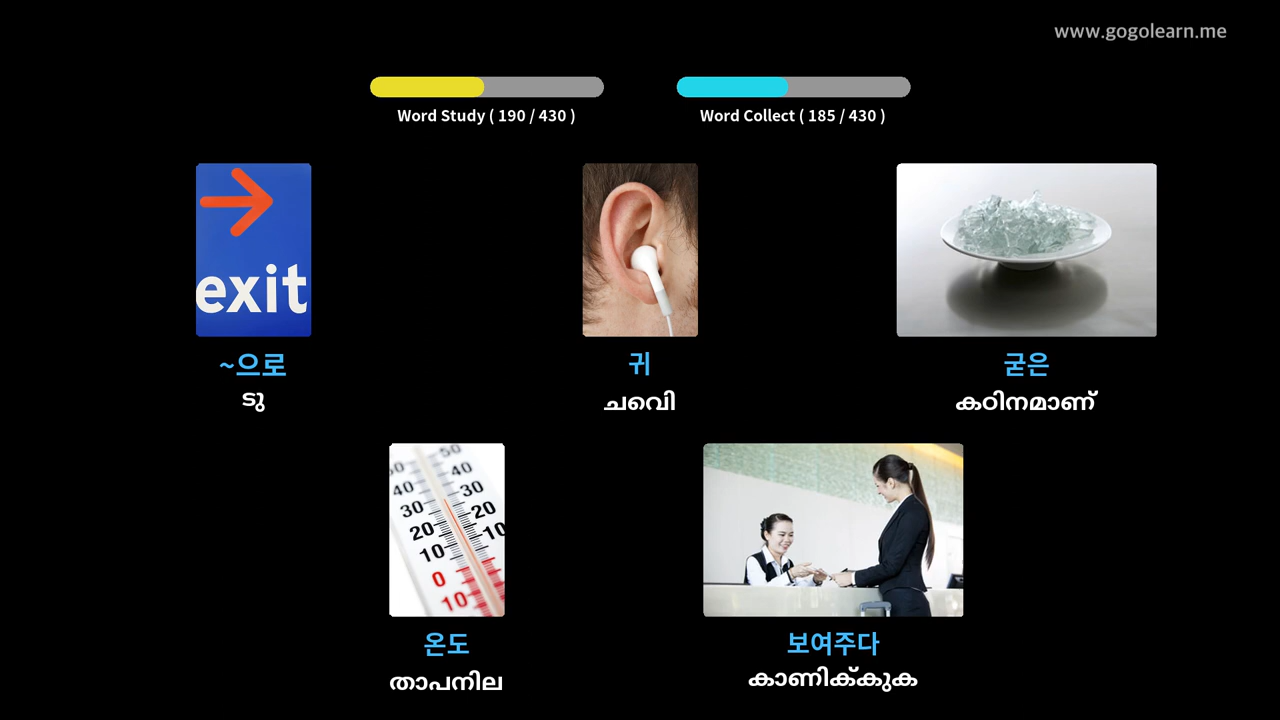 www.gogolearn.me
Word Study ( 190 / 430 )
Word Collect ( 185 / 430 )
exit
~으로
ടു
귀
ചെവി
굳은
കഠിനമാണ്
50
50 40
40 30
30 20
20 10
10
0
10
온도
താപനില
보여주다
കാണിക്കുക